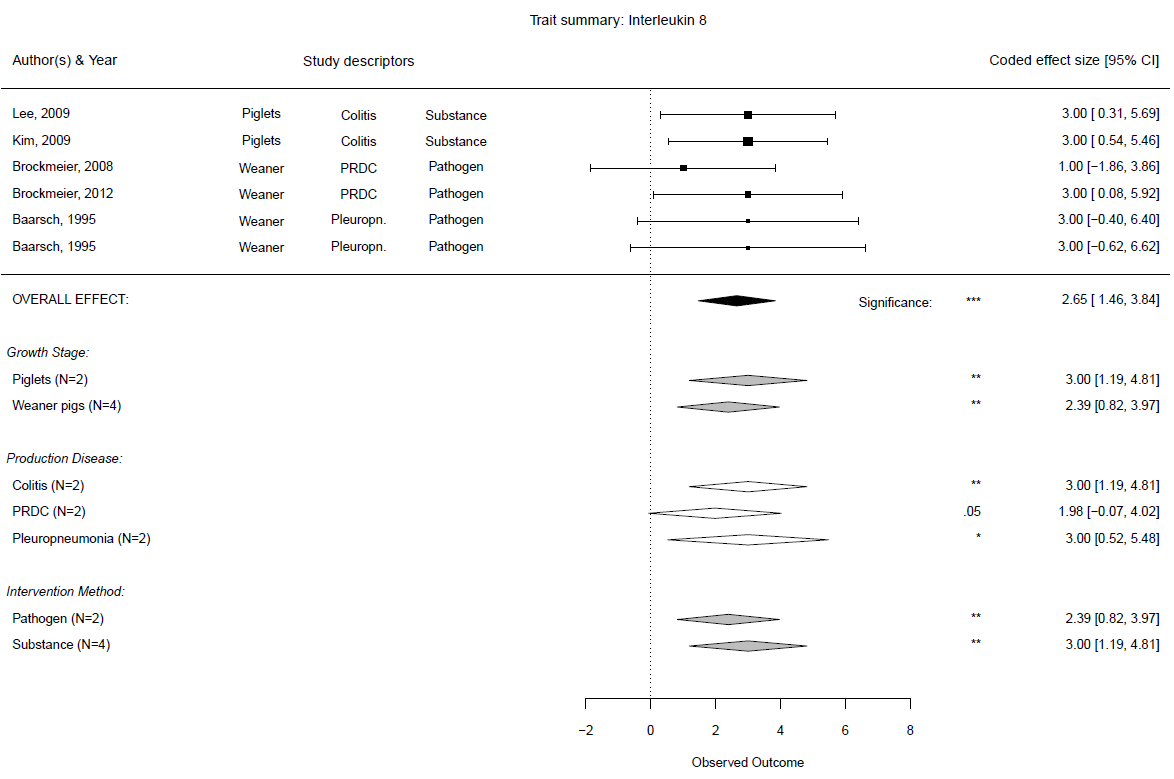 Trait summary: Interleukin 8
Author(s) & Year Study descriptors Coded effect size [95% CI]
Lee, 2009 Piglets Colitis Substance 3.00 [ 0.31, 5.69]
Kim, 2009 Piglets Colitis Substance 3.00 [ 0.54, 5.46]
Brockmeier, 2008 Weaner PRDC Pathogen 1.00 [−1.86, 3.86]
Brockmeier, 2012 Weaner PRDC Pathogen 3.00 [ 0.08, 5.92]
Baarsch, 1995 Weaner Pleuropn. Pathogen 3.00 [−0.40, 6.40]
Baarsch, 1995 Weaner Pleuropn. Pathogen 3.00 [−0.62, 6.62]
OVERALL EFFECT: Significance: *** 2.65 [ 1.46, 3.84]
Growth Stage:
Piglets (N=2) ** 3.00 [1.19, 4.81]
Weaner pigs (N=4) ** 2.39 [0.82, 3.97]
Production Disease:
Colitis (N=2) ** 3.00 [1.19, 4.81]
PRDC (N=2) .05 1.98 [−0.07, 4.02]
Pleuropneumonia (N=2) * 3.00 [0.52, 5.48]
Intervention Method:
Pathogen (N=2) ** 2.39 [0.82, 3.97]
Substance (N=4) ** 3.00 [1.19, 4.81]
−2 0 2 4 6 8
Observed Outcome